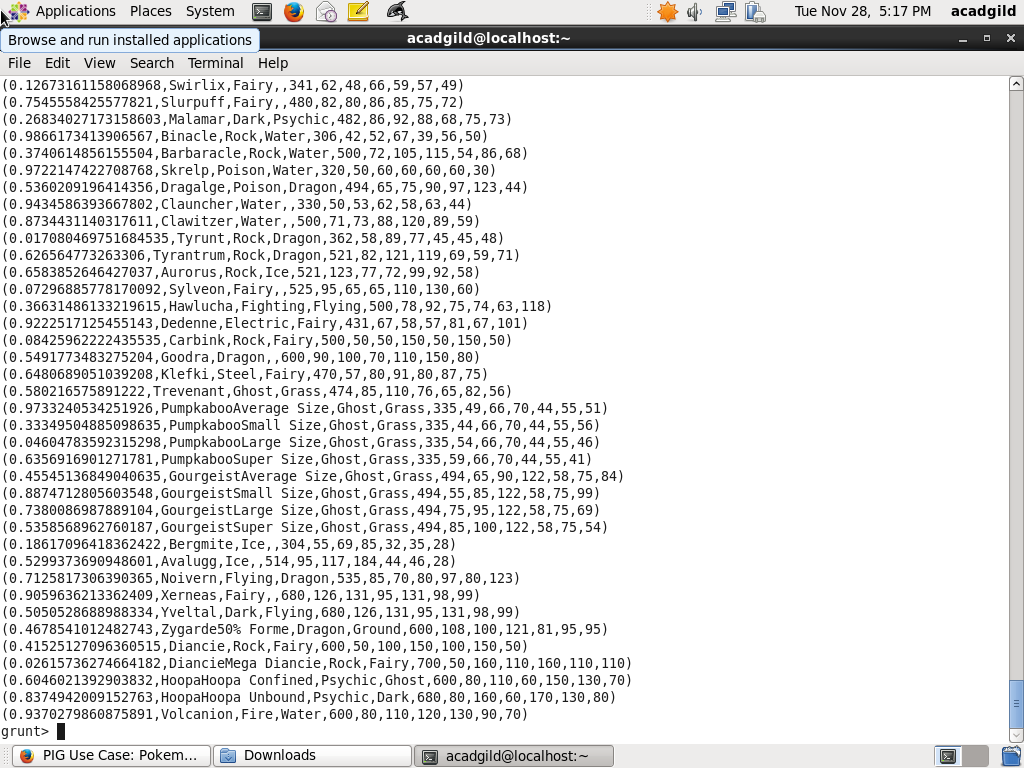 Applications Places System Tue Nov 28, 5:17 PM acadgild
Browse and run installed applications
acadgild@localhost:~
File Edit View Search Terminal Help
(0.12673161158068968,Swirlix,Fairy,,341,62,48,66,59,57,49)
(0.7545558425577821,Slurpuff,Fairy,,480,82,80,86,85,75,72)
(0.26834027173158603,Malamar,Dark,Psychic,482,86,92,88,68,75,73)
(0.9866173413906567,Binacle,Rock,Water,306,42,52,67,39,56,50)
(0.3740614856155504,Barbaracle,Rock,Water,500,72,105,115,54,86,68)
(0.9722147422708768,Skrelp,Poison,Water,320,50,60,60,60,60,30)
(0.5360209196414356,Dragalge,Poison,Dragon,494,65,75,90,97,123,44)
(0.9434586393667802,Clauncher,Water,,330,50,53,62,58,63,44)
(0.8734431140317611,Clawitzer,Water,,500,71,73,88,120,89,59)
(0.017080469751684535,Tyrunt,Rock,Dragon,362,58,89,77,45,45,48)
(0.626564773263306,Tyrantrum,Rock,Dragon,521,82,121,119,69,59,71)
(0.6583852646427037,Aurorus,Rock,Ice,521,123,77,72,99,92,58)
(0.07296885778170092,Sylveon,Fairy,,525,95,65,65,110,130,60)
(0.36631486133219615,Hawlucha,Fighting,Flying,500,78,92,75,74,63,118)
(0.9222517125455143,Dedenne,Electric,Fairy,431,67,58,57,81,67,101)
(0.08425962222435535,Carbink,Rock,Fairy,500,50,50,150,50,150,50)
(0.5491773483275204,Goodra,Dragon,,600,90,100,70,110,150,80)
(0.6480689051039208,Klefki,Steel,Fairy,470,57,80,91,80,87,75)
(0.580216575891222,Trevenant,Ghost,Grass,474,85,110,76,65,82,56)
(0.9733240534251926,PumpkabooAverage Size,Ghost,Grass,335,49,66,70,44,55,51)
(0.33349504885098635,PumpkabooSmall Size,Ghost,Grass,335,44,66,70,44,55,56)
(0.04604783592315298,PumpkabooLarge Size,Ghost,Grass,335,54,66,70,44,55,46)
(0.6356916901271781,PumpkabooSuper Size,Ghost,Grass,335,59,66,70,44,55,41)
(0.45545136849040635,GourgeistAverage Size,Ghost,Grass,494,65,90,122,58,75,84)
(0.8874712805603548,GourgeistSmall Size,Ghost,Grass,494,55,85,122,58,75,99)
(0.7380086987889104,GourgeistLarge Size,Ghost,Grass,494,75,95,122,58,75,69)
(0.5358568962760187,GourgeistSuper Size,Ghost,Grass,494,85,100,122,58,75,54)
(0.18617096418362422,Bergmite,Ice,,304,55,69,85,32,35,28)
(0.5299373690948601,Avalugg,Ice,,514,95,117,184,44,46,28)
(0.7125817306390365,Noivern,Flying,Dragon,535,85,70,80,97,80,123)
(0.9059636213362409,Xerneas,Fairy,,680,126,131,95,131,98,99)
(0.5050528688988334,Yveltal,Dark,Flying,680,126,131,95,131,98,99)
(0.4678541012482743,Zygarde50% Forme,Dragon,Ground,600,108,100,121,81,95,95)
(0.41525127096360515,Diancie,Rock,Fairy,600,50,100,150,100,150,50)
(0.02615736274664182,DiancieMega Diancie,Rock,Fairy,700,50,160,110,160,110,110)
(0.6046021392903832,HoopaHoopa Confined,Psychic,Ghost,600,80,110,60,150,130,70)
(0.8374942009152763,HoopaHoopa Unbound,Psychic,Dark,680,80,160,60,170,130,80)
(0.9370279860875891,Volcanion,Fire,Water,600,80,110,120,130,90,70)
grunt>
PIG Use Case: Pokem... Downloads acadgild@localhost:~